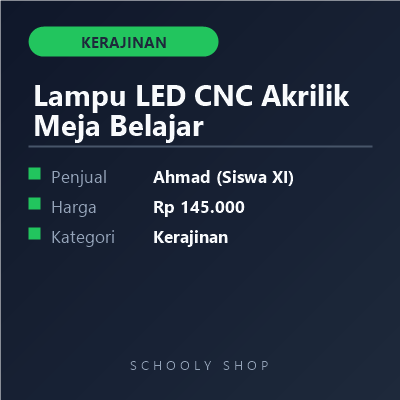 KERAJINAN
Lampu LED CNC Akrilik
Meja Belajar
Penjual Ahmad (Siswa XI)
Harga Rp 145.000
Kategori Kerajinan
SCHOOLY SHOP